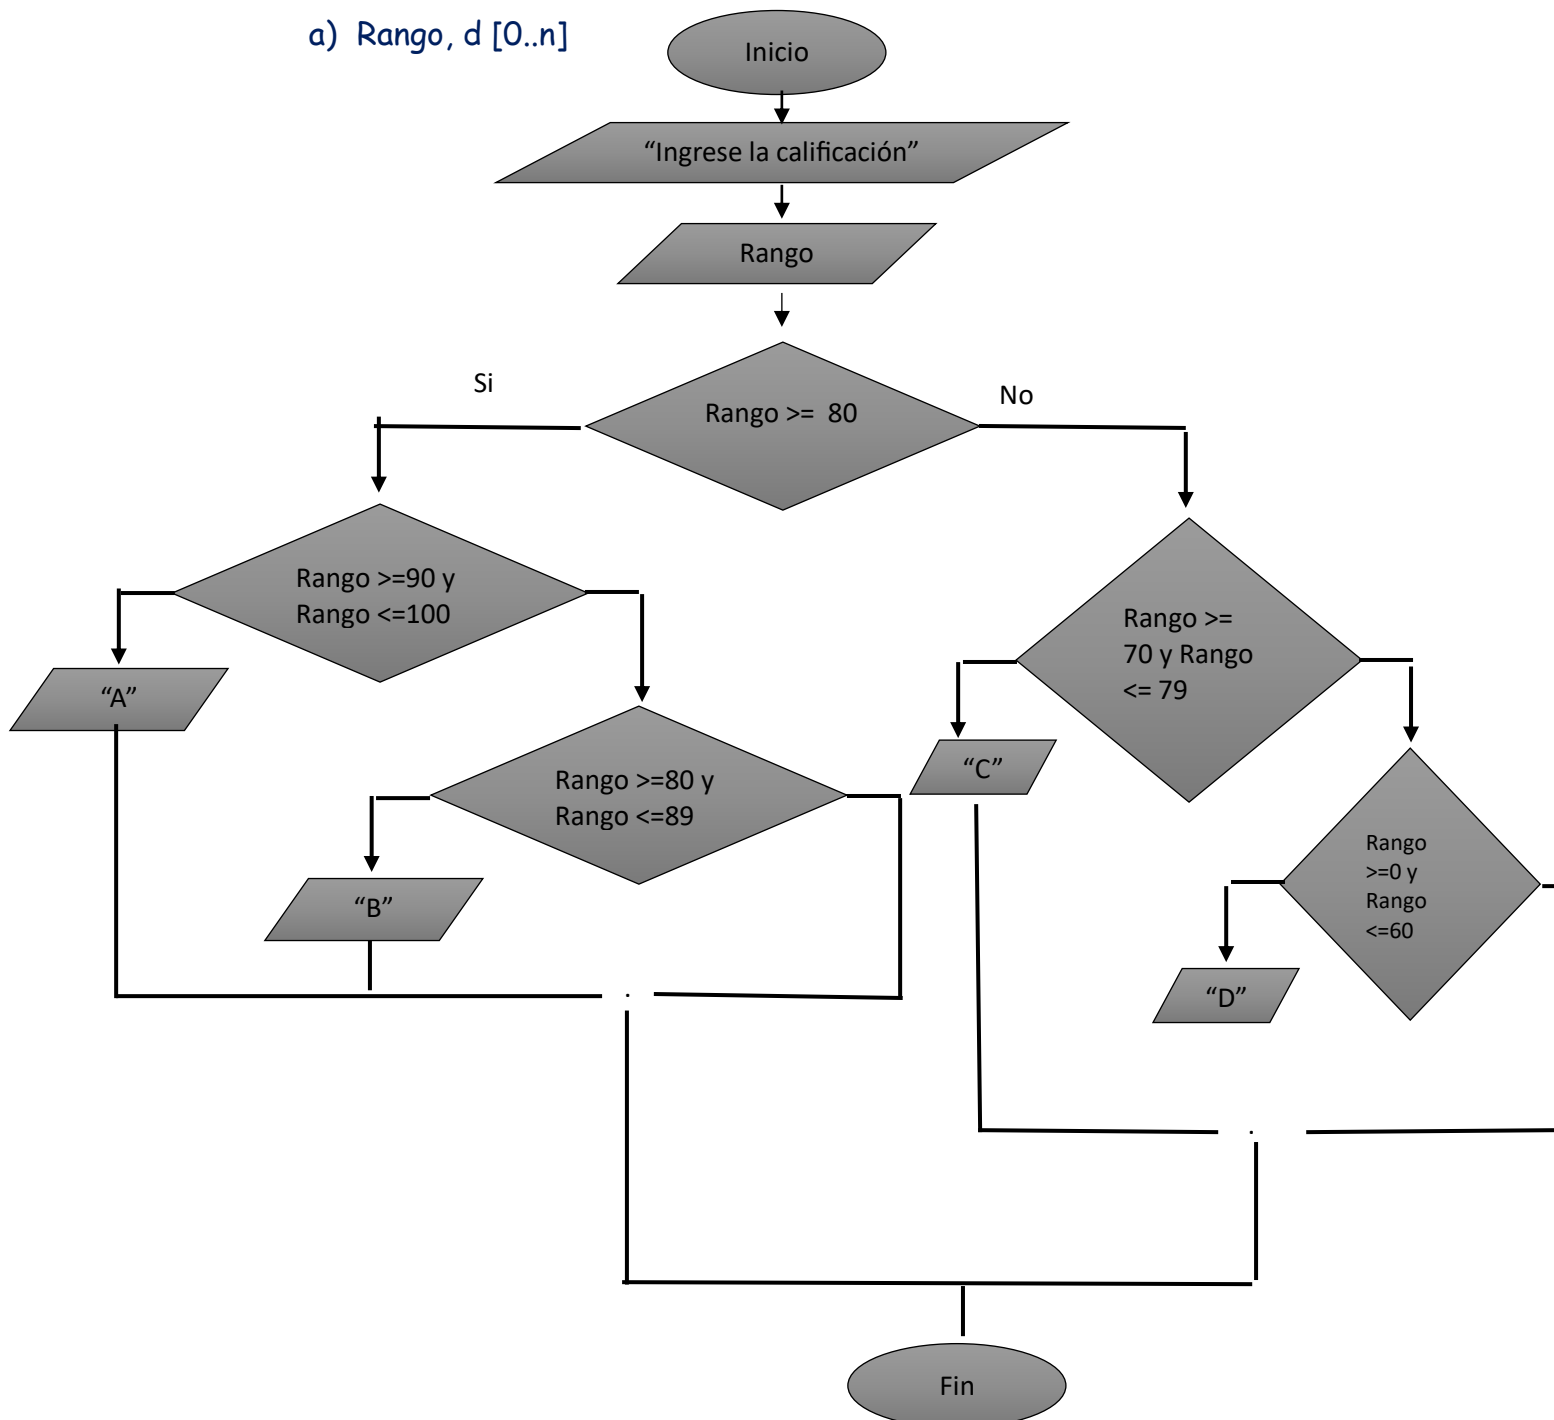 a) Rango, d [0..n]
Inicio
“Ingrese la calificación”
Rango
Rango >= 80
Si
No
Rango >=90 y
Rango <=100
Rango >=
70 y Rango
<= 79
“A”
“C”
Rango >=80 y
Rango <=89
Rango
>=0 y
Rango
<=60
“B”
“D”
.
.
Fin